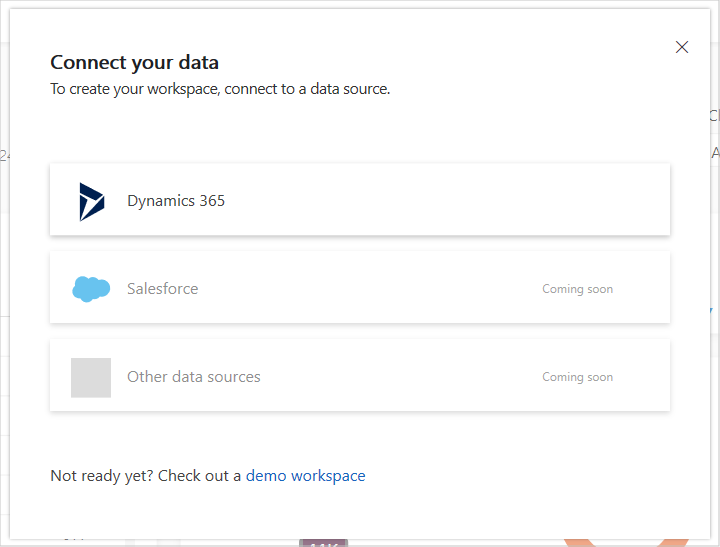 Connect your data
To create your workspace, connect to a data source.
Dynamics 365
Salesforce
Coming soon
Other data sources
Coming soon
Not ready yet? Check out a demo workspace